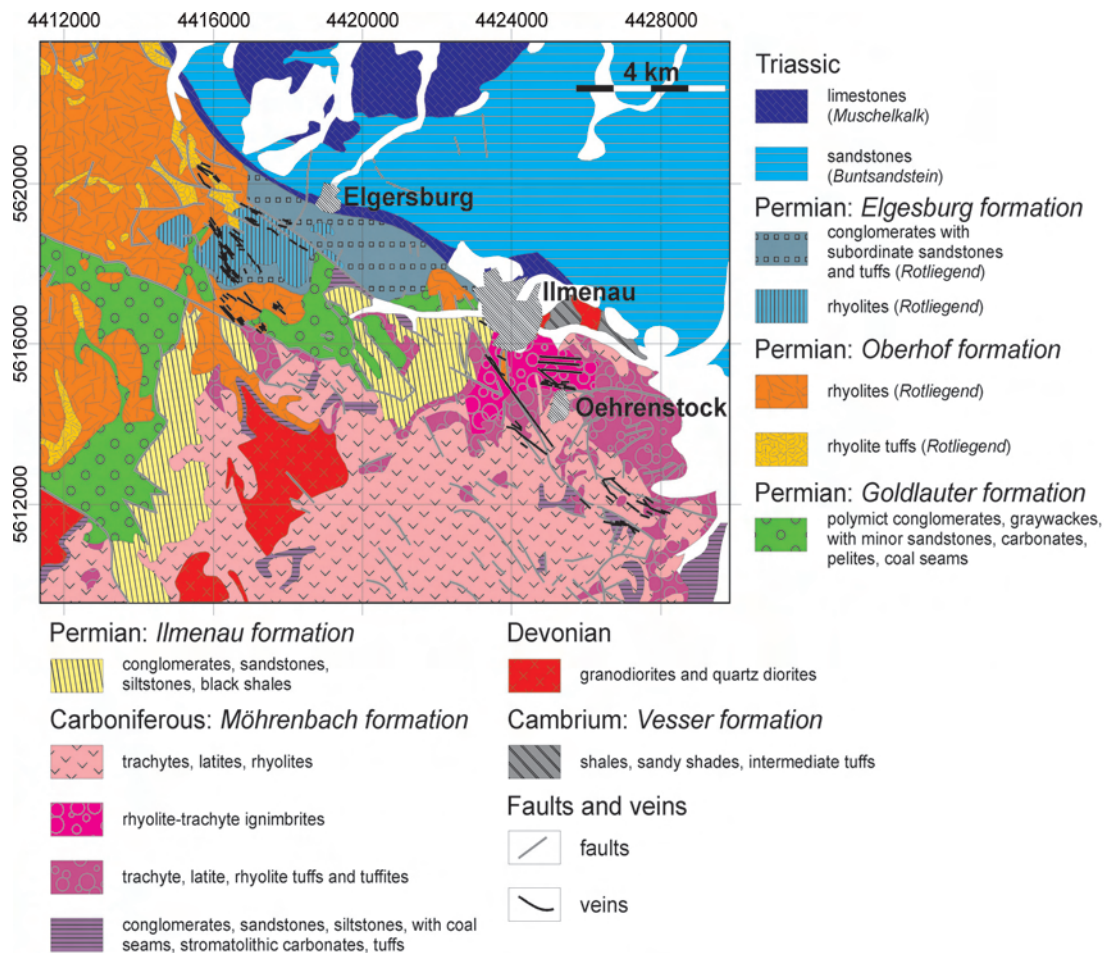 4412000 4416000 4420000 4424000 4428000
4 km
5620000
Elgersburg
Ilmenau
5616000
Oehrenstock
5612000
Triassic
limestones
(Muschelkalk)
sandstones
(Buntsandstein)
Permian: Elgesburg formation
conglomerates with
subordinate sandstones
and tuffs (Rotliegend)
rhyolites (Rotliegend)
Permian: Oberhof formation
rhyolites (Rotliegend)
rhyolite tuffs (Rotliegend)
Permian: Goldlauter formation
polymict conglomerates, graywackes,
with minor sandstones, carbonates,
pelites, coal seams
Permian: Ilmenau formation
conglomerates, sandstones,
siltstones, black shales
Carboniferous: Möhrenbach formation
trachytes, latites, rhyolites
rhyolite-trachyte ignimbrites
trachyte, latite, rhyolite tuffs and tuffites
conglomerates, sandstones, siltstones, with coal
seams, stromatolithic carbonates, tuffs
Devonian
granodiorites and quartz diorites
Cambrium: Vesser formation
shales, sandy shades, intermediate tuffs
Faults and veins
faults
veins